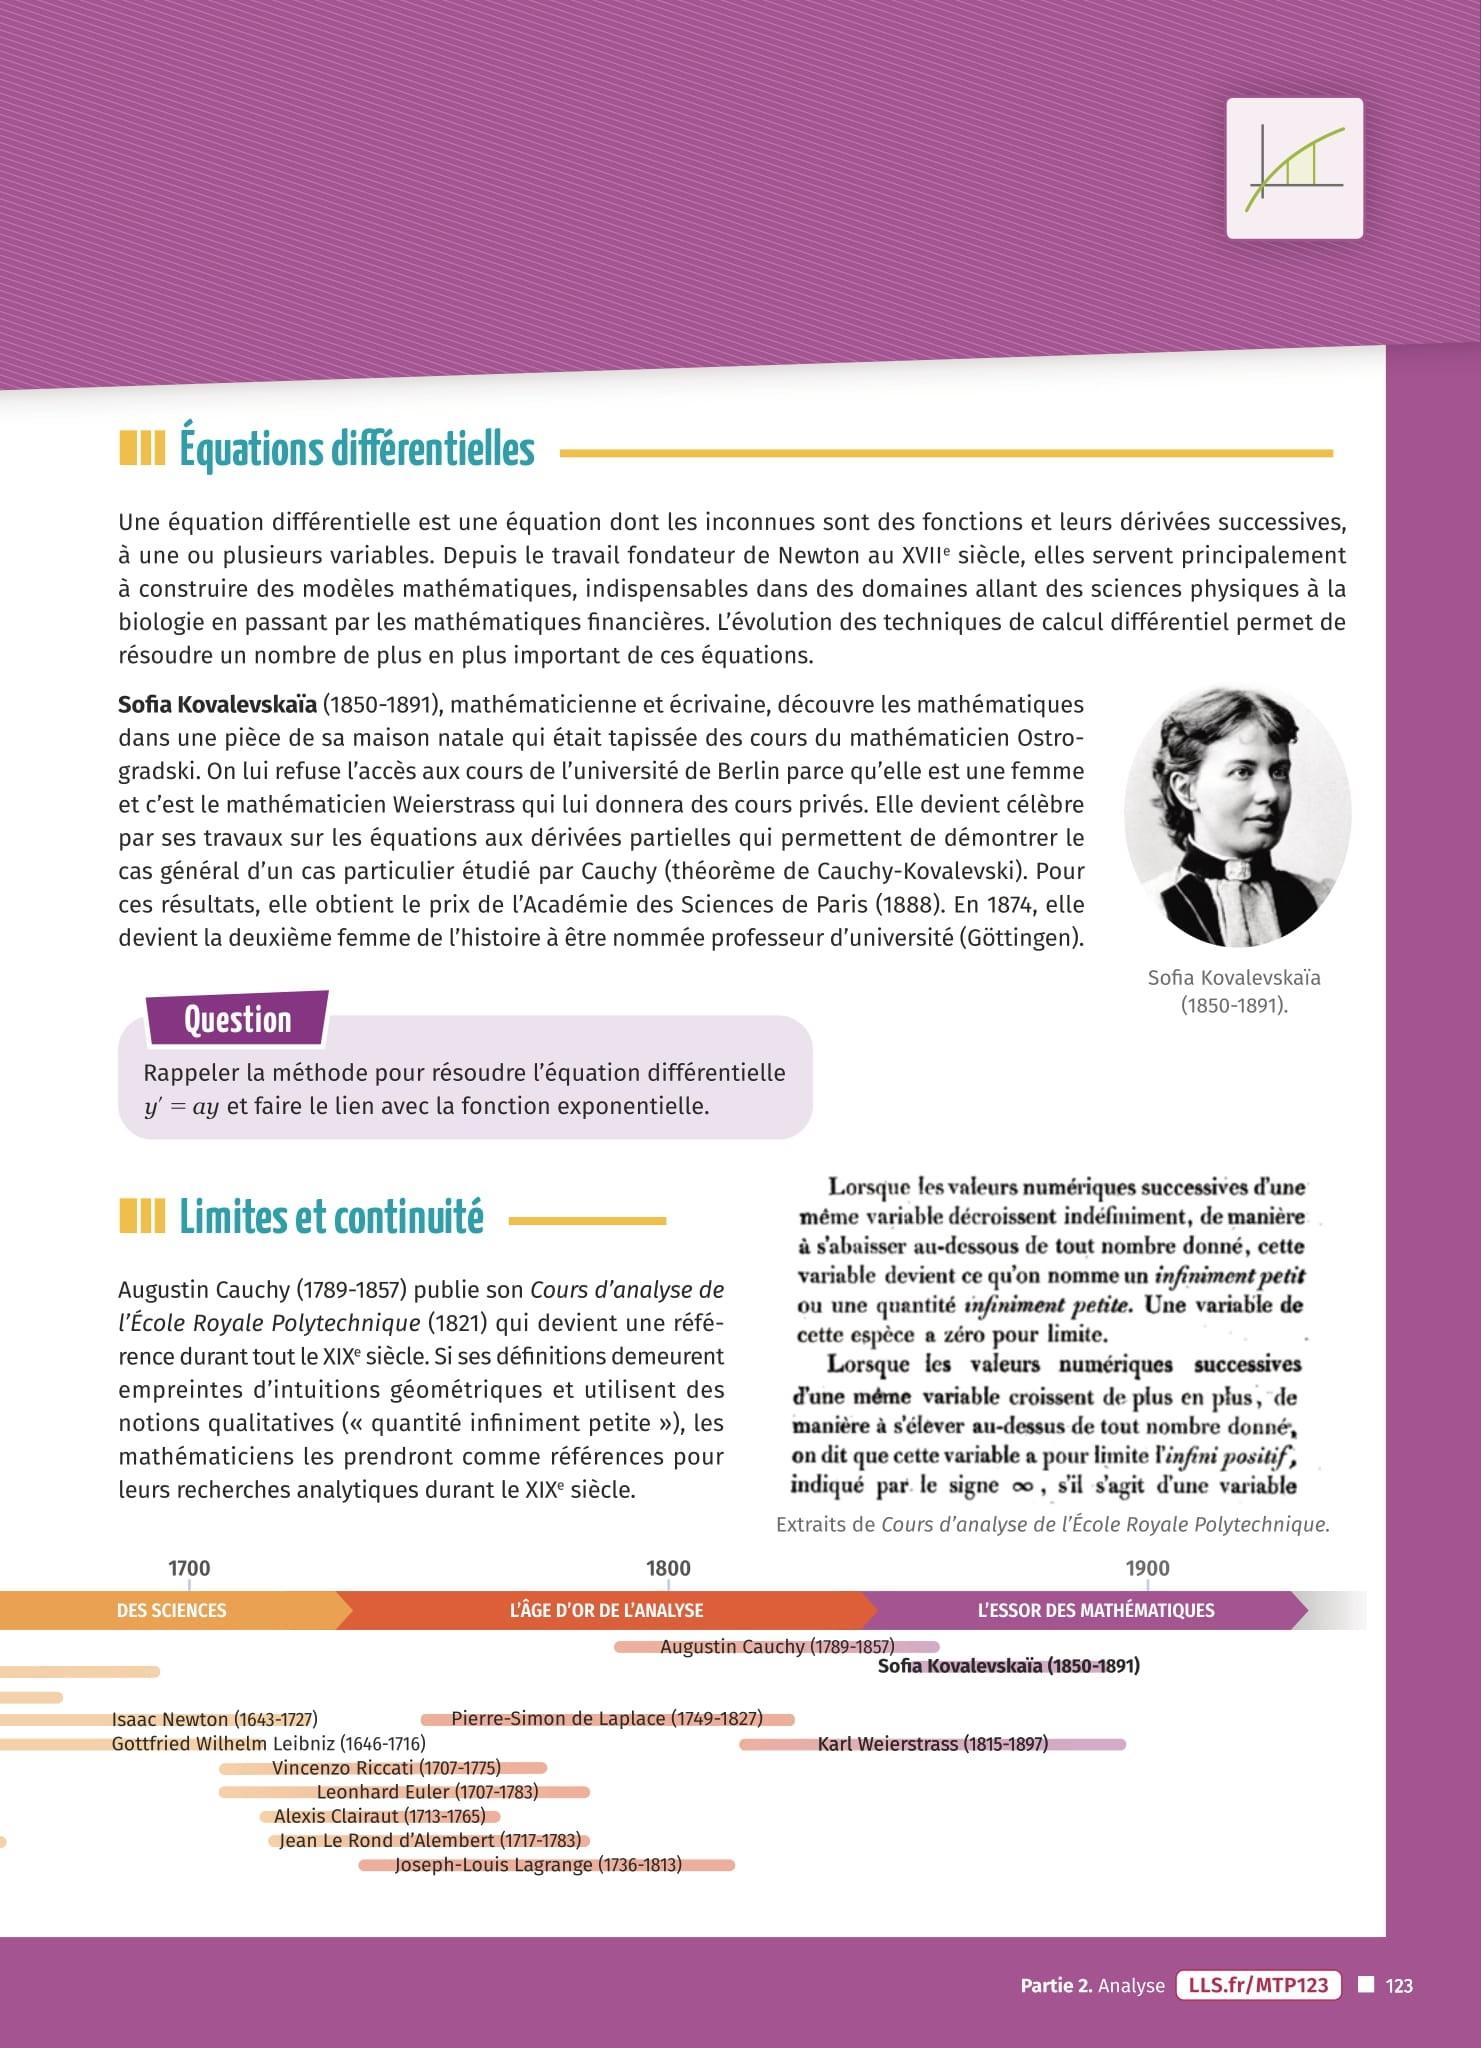 Équations différentielles
Une équation différentielle est une équation dont les inconnues sont des fonctions et leurs dérivées successives,
à une ou plusieurs variables. Depuis le travail fondateur de Newton au XVIIe siècle, elles servent principalement
à construire des modèles mathématiques, indispensables dans des domaines allant des sciences physiques à la
biologie en passant par les mathématiques financières. L’évolution des techniques de calcul différentiel permet de
résoudre un nombre de plus en plus important de ces équations.
Sofia Kovalevskaïa (1850-1891), mathématicienne et écrivaine, découvre les mathématiques
dans une pièce de sa maison natale qui était tapissée des cours du mathématicien Ostro-
gradski. On lui refuse l’accès aux cours de l’université de Berlin parce qu’elle est une femme
et c’est le mathématicien Weierstrass qui lui donnera des cours privés. Elle devient célèbre
par ses travaux sur les équations aux dérivées partielles qui permettent de démontrer le
cas général d’un cas particulier étudié par Cauchy (théorème de Cauchy-Kovalevski). Pour
ces résultats, elle obtient le prix de l’Académie des Sciences de Paris (1888). En 1874, elle
devient la deuxième femme de l’histoire à être nommée professeur d’université (Göttingen).
Sofia Kovalevskaïa
(1850-1891).
Question
Rappeler la méthode pour résoudre l’équation différentielle
y′ = ay et faire le lien avec la fonction exponentielle.
Limites et continuité
Augustin Cauchy (1789-1857) publie son Cours d’analyse de
l’École Royale Polytechnique (1821) qui devient une réfé-
rence durant tout le XIXe siècle. Si ses définitions demeurent
empreintes d’intuitions géométriques et utilisent des
notions qualitatives (« quantité infiniment petite »), les
mathématiciens les prendront comme références pour
leurs recherches analytiques durant le XIXe siècle.
Lorsque les valeurs numériques successives d’une
même variable décroissent indéfiniment, de manière
à s’abaisser au-dessous de tout nombre donné, cette
variable devient ce qu’on nomme un infiniment petit
ou une quantité infiniment petite. Une variable de
cette espèce a zéro pour limite.
Lorsque les valeurs numériques successives
d’une même variable croissent de plus en plus, de
manière à s’élever au-dessus de tout nombre donné,
on dit que cette variable a pour limite l’infini positif,
indiqué par le signe ∞, s’il s’agit d’une variable
Extraits de Cours d’analyse de l’École Royale Polytechnique.
1700 1800 1900
DES SCIENCES L’ÂGE D’OR DE L’ANALYSE L’ESSOR DES MATHÉMATIQUES
Augustin Cauchy (1789-1857)
Sofia Kovalevskaïa (1850-1891)
Isaac Newton (1643-1727) Pierre-Simon de Laplace (1749-1827)
Gottfried Wilhelm Leibniz (1646-1716) Karl Weierstrass (1815-1897)
Vincenzo Riccati (1707-1775)
Leonhard Euler (1707-1783)
Alexis Clairaut (1713-1765)
Jean Le Rond d’Alembert (1717-1783)
Joseph-Louis Lagrange (1736-1813)
Partie 2. Analyse LLS.fr/MTP123 123